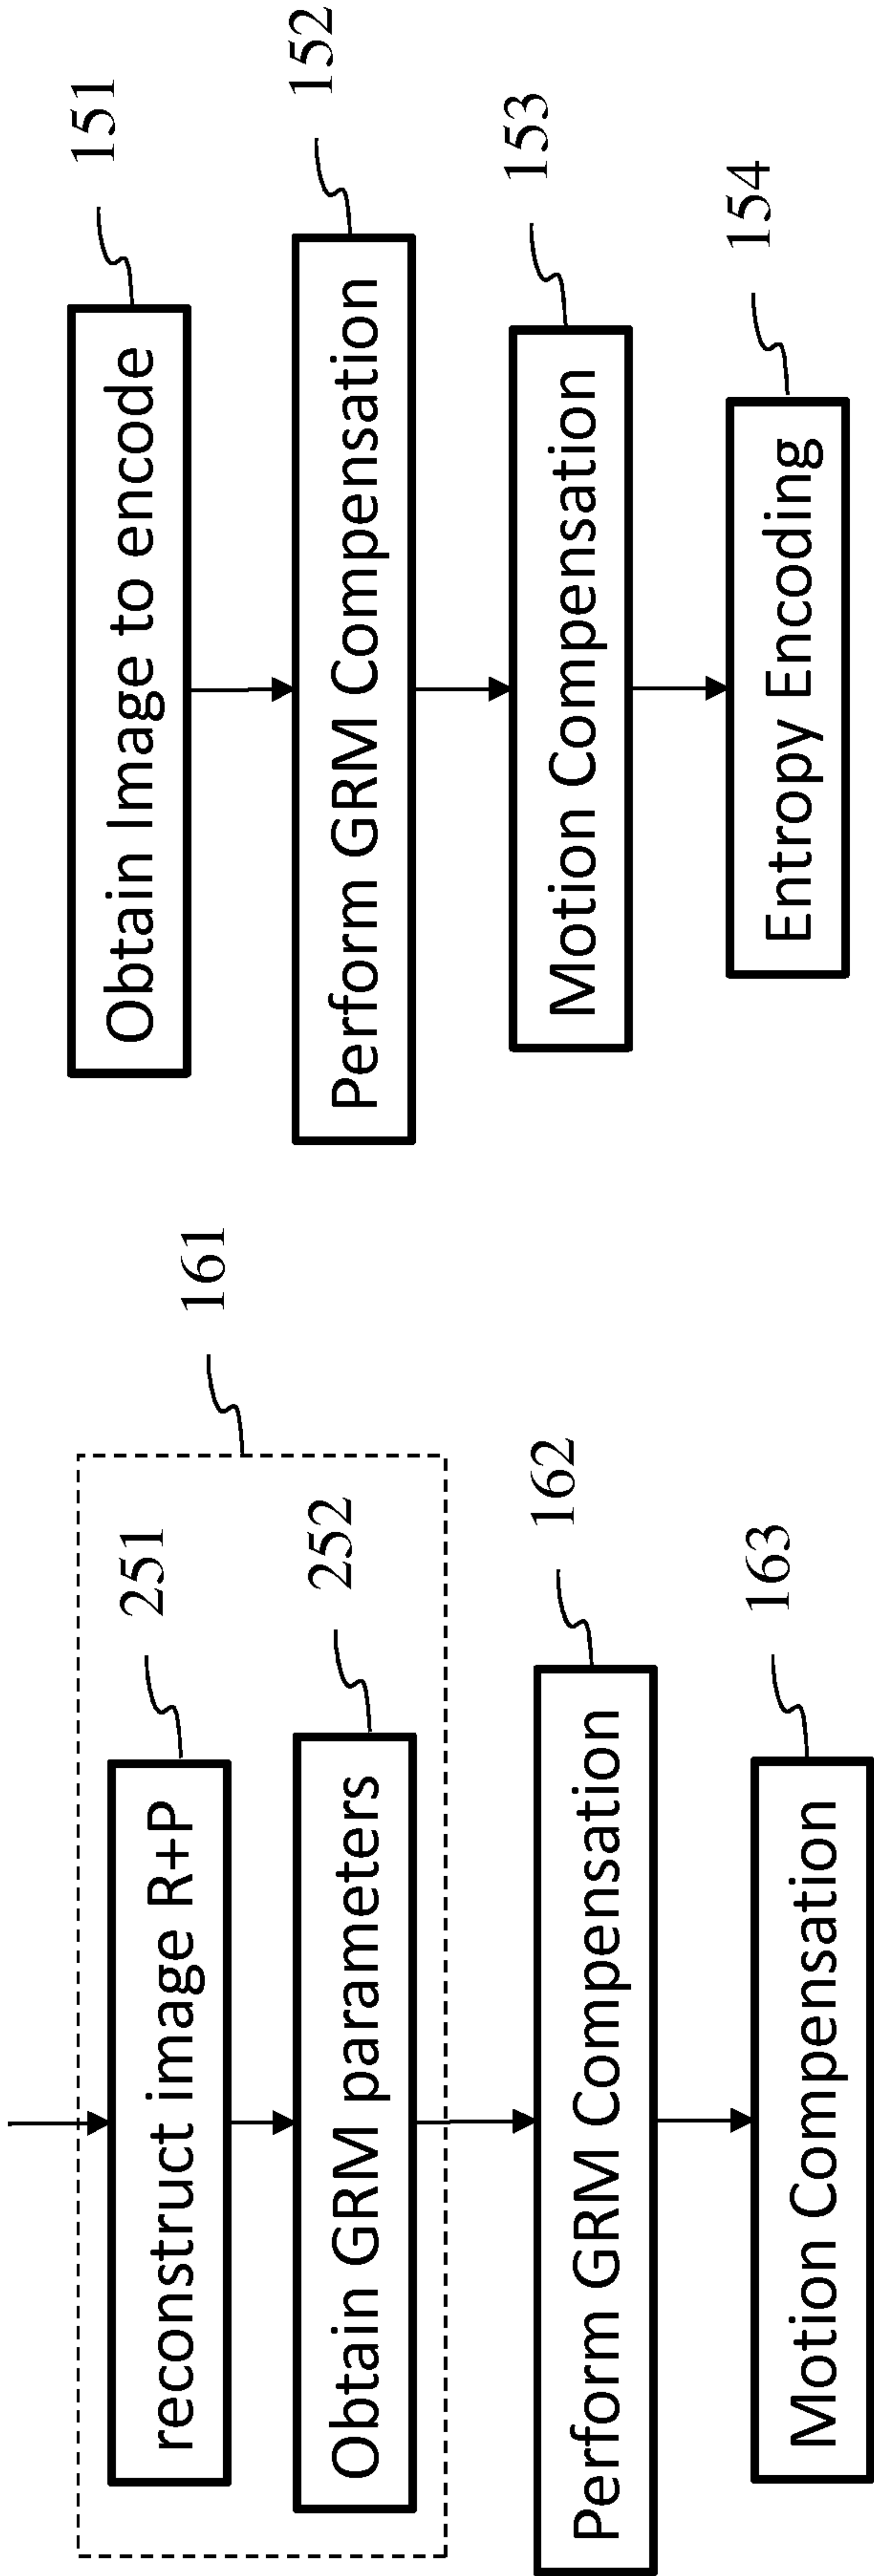 161
251
reconstruct image R+P
252
Obtain GRM parameters
162
Perform GRM Compensation
163
Motion Compensation
151
Obtain Image to encode
152
Perform GRM Compensation
153
Motion Compensation
154
Entropy Encoding